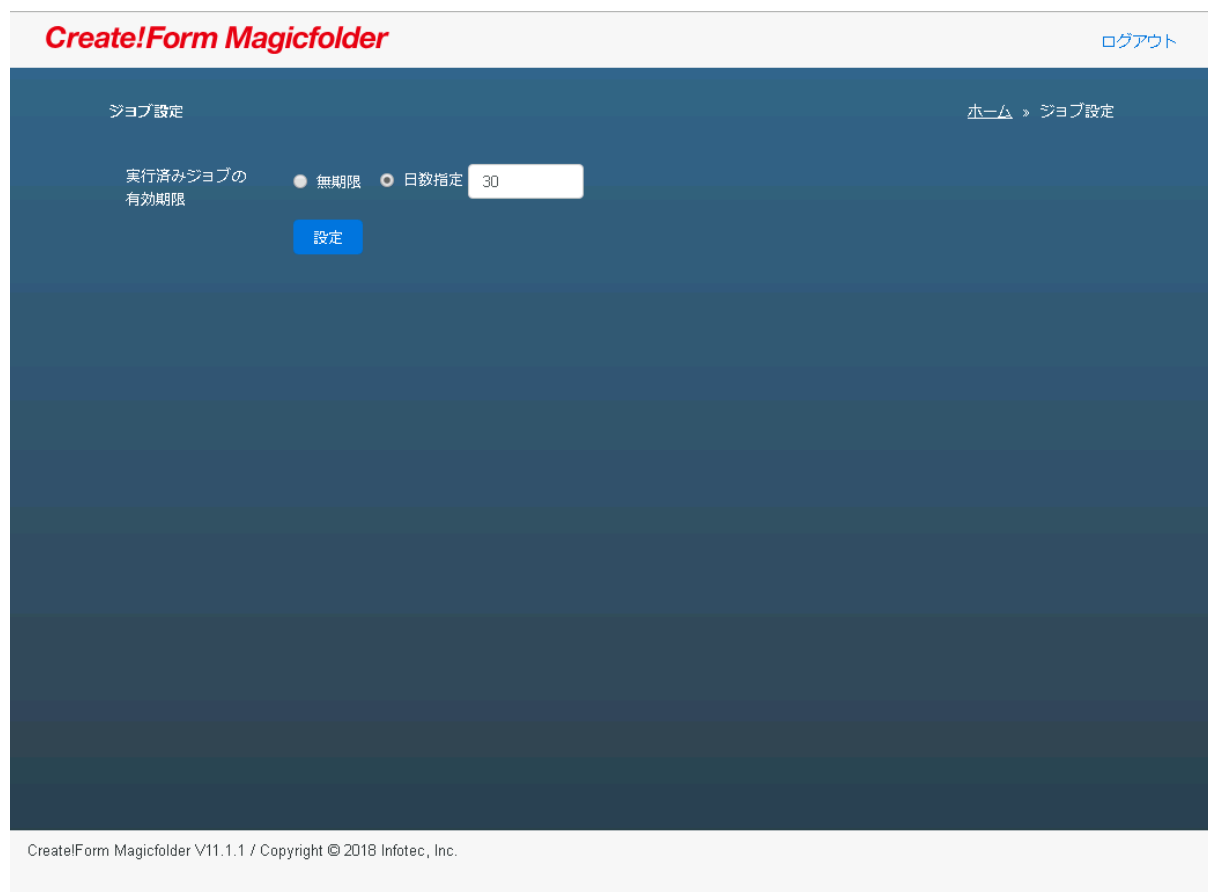 Create!Form Magicfolder
ログアウト
ジョブ設定
ホーム » ジョブ設定
実行済みジョブの
有効期限
無期限 日数指定 30
設定
Create!Form Magicfolder V11.1.1 / Copyright © 2018 Infotec, Inc.